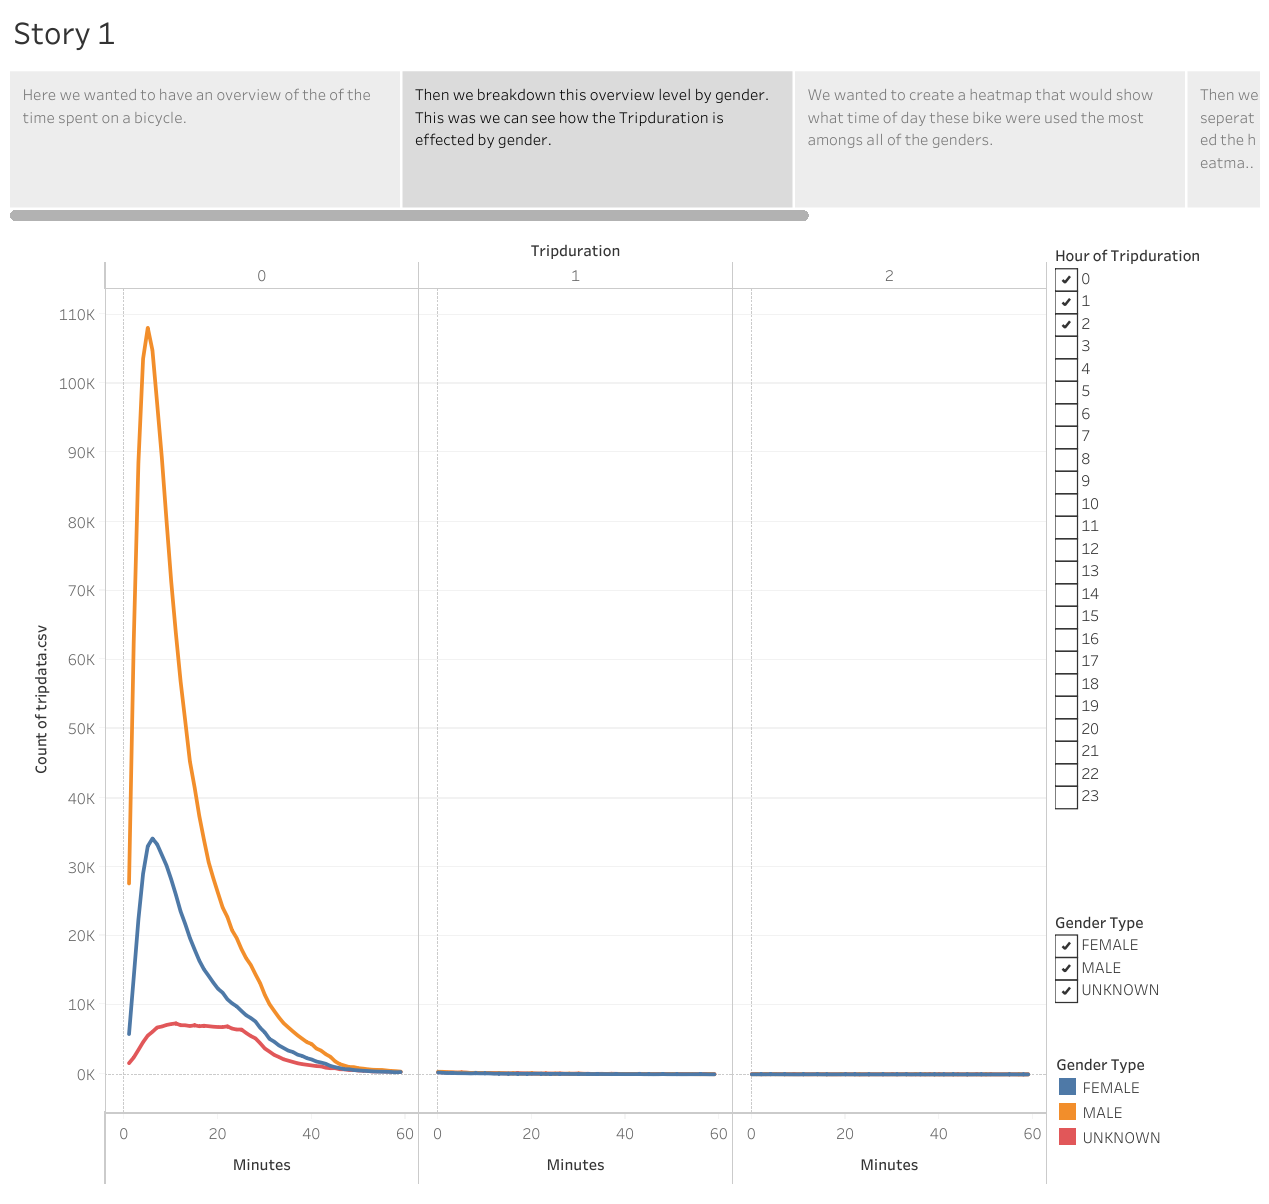 Story 1
Here we wanted to have an overview of the of the
time spent on a bicycle.
Then we breakdown this overview level by gender.
This was we can see how the Tripduration is
effected by gender.
We wanted to create a heatmap that would show
what time of day these bike were used the most
amongs all of the genders.
Then we
seperat
ed the h
eatma..
Tripduration
0 1 2
110K
100K
90K
80K
70K
60K
50K
40K
30K
20K
10K
0K
Count of tripdata.csv
0 20 40 60 0 20 40 60 0 20 40 60
Minutes Minutes Minutes
Hour of Tripduration
0
1
2
3
4
5
6
7
8
9
10
11
12
13
14
15
16
17
18
19
20
21
22
23
Gender Type
FEMALE
MALE
UNKNOWN
Gender Type
FEMALE
MALE
UNKNOWN